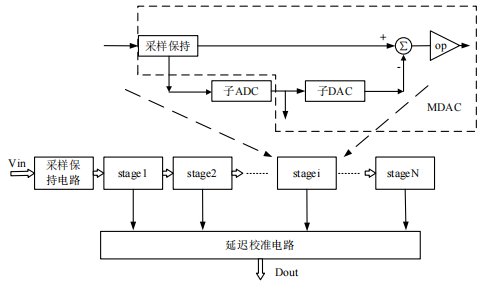 采样保持
+
Σ
op
-
子ADC
子DAC
MDAC
Vin
采样保
持电路
stage1
stage2
......
stagei
......
stageN
延迟校准电路
Dout